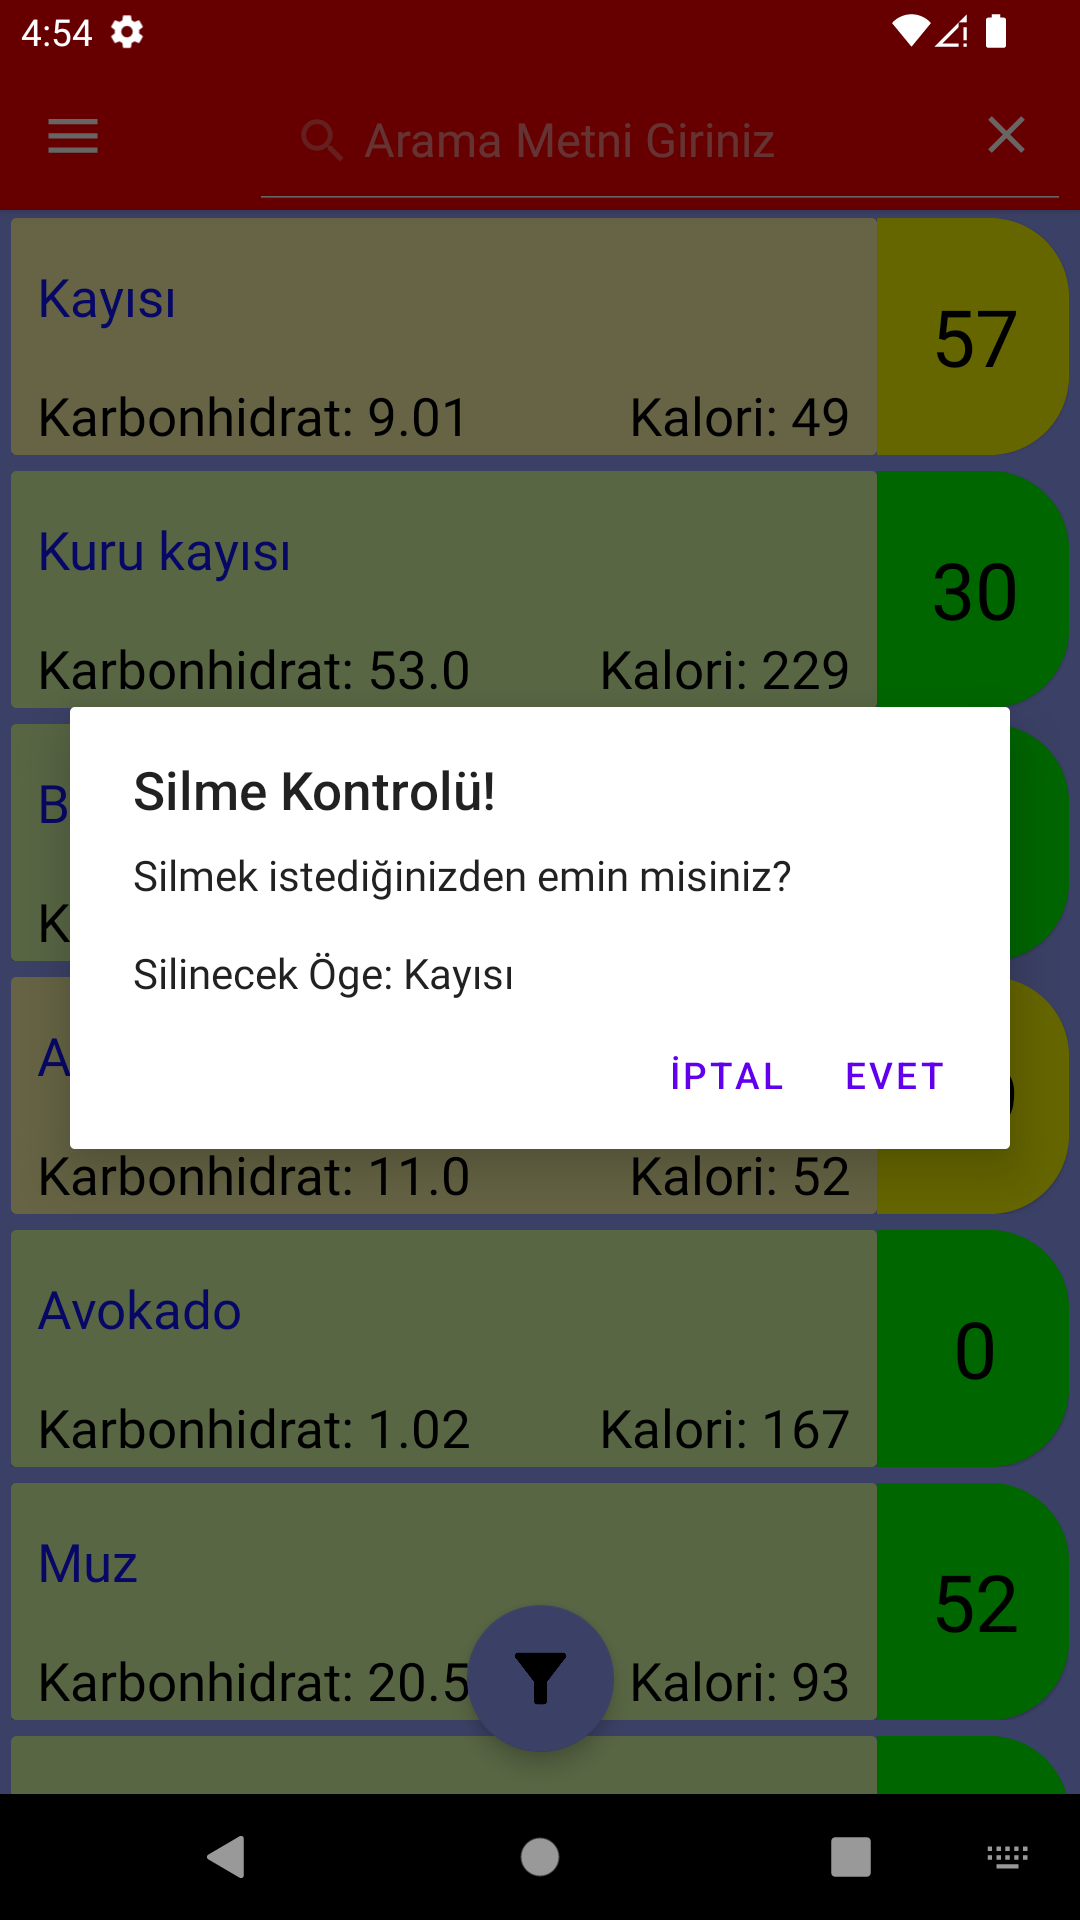 4:54
Arama Metni Giriniz
Kayısı
57
Karbonhidrat: 9.01 Kalori: 49
Kuru kayısı
30
Karbonhidrat: 53.0 Kalori: 229
B
K
Silme Kontrolü!
Silmek istediğinizden emin misiniz?
Silinecek Öge: Kayısı
İPTAL EVET
A
Karbonhidrat: 11.0 Kalori: 52
Avokado
0
Karbonhidrat: 1.02 Kalori: 167
Muz
52
Karbonhidrat: 20.5 Kalori: 93